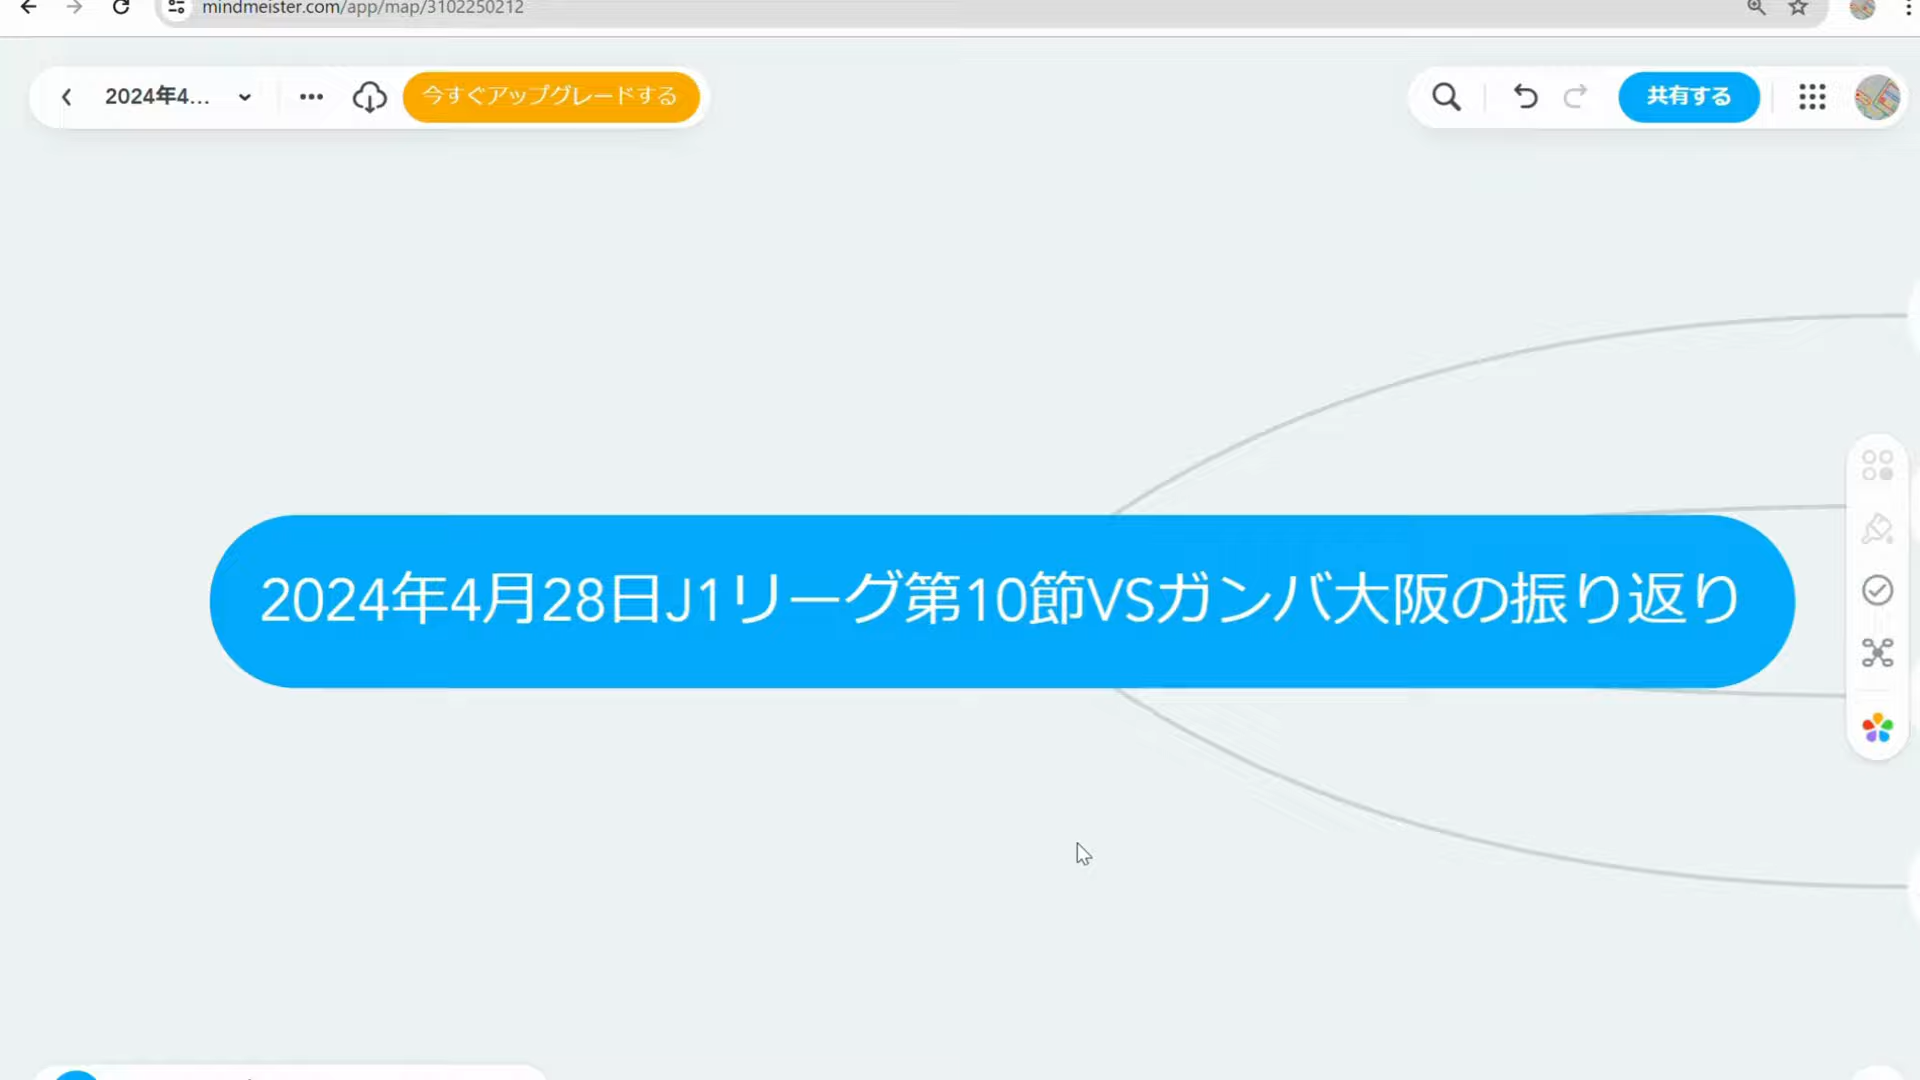 mindmeister.com/app/map/3102250212
2024年4...
今すぐアップグレードする
共有する
2024年4月28日J1リーグ第10節VSガンバ大阪の振り返り